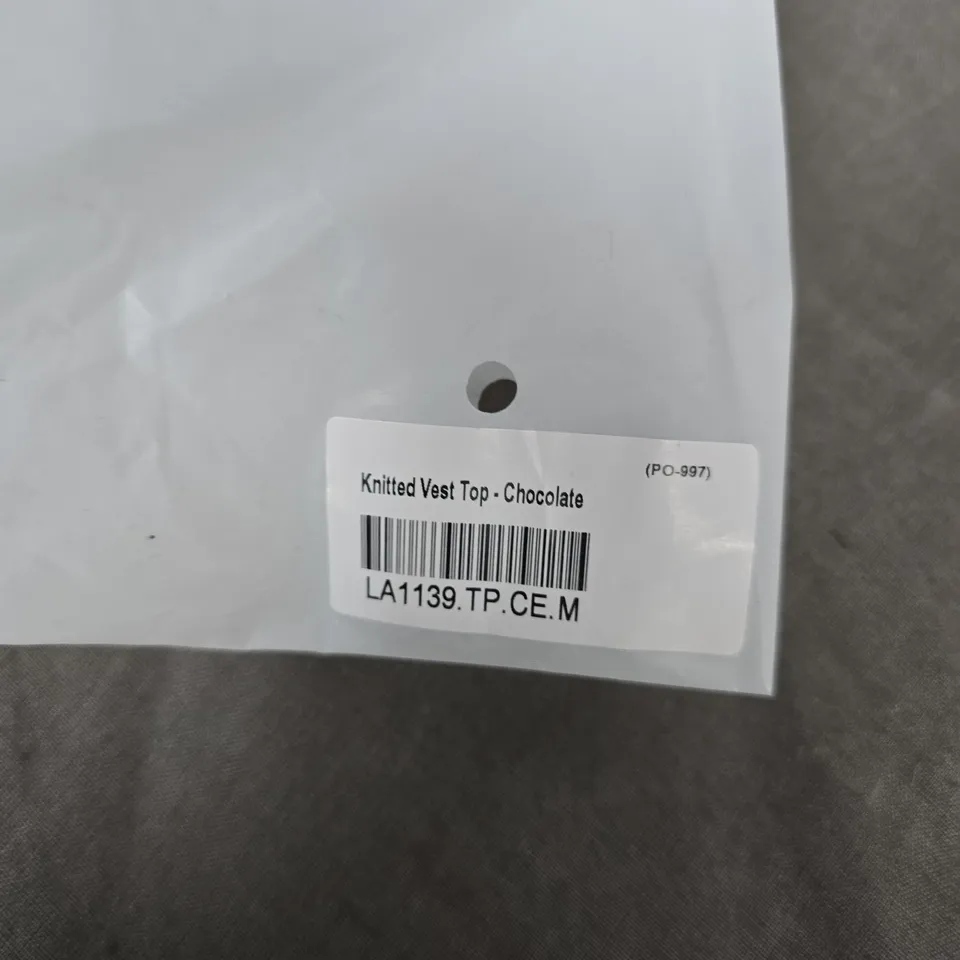 (PO-997)
Knitted Vest Top - Chocolate
LA1139.TP.CE.M